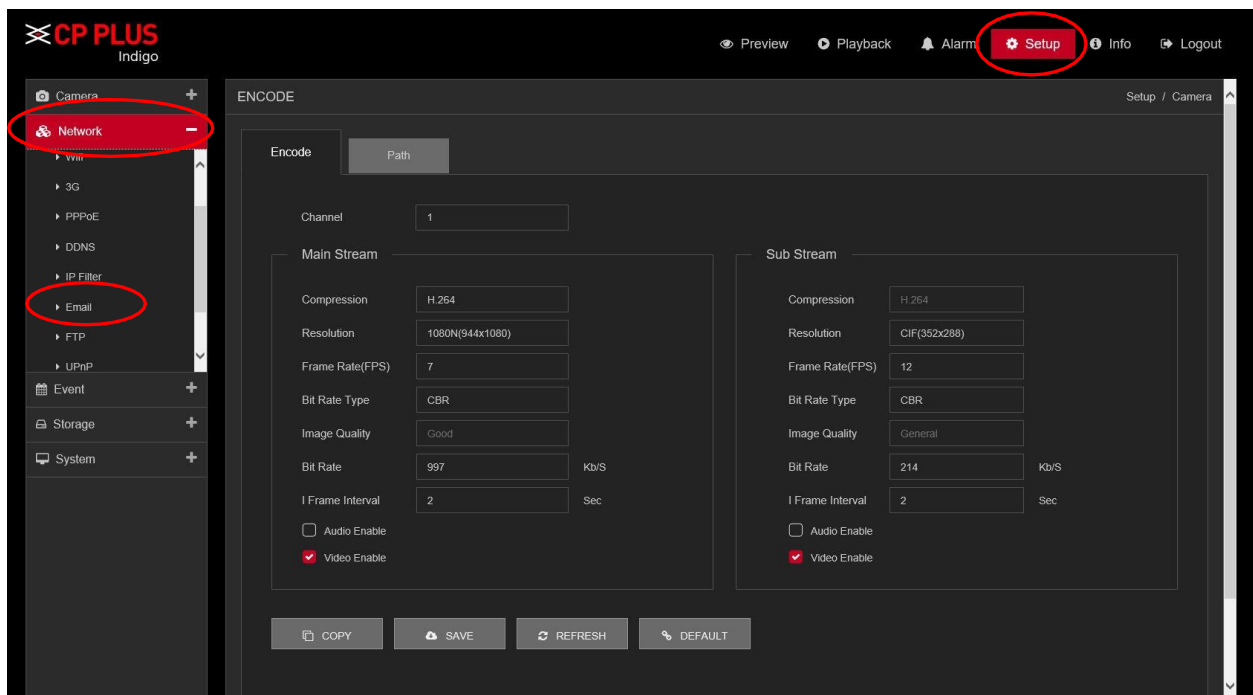 CP PLUS
Indigo
Preview
Playback
Alarm
Setup
Info
Logout
Camera
Network
Wifi
3G
PPPoE
DDNS
IP Filter
Email
FTP
UPnP
Event
Storage
System
ENCODE
Setup / Camera
Encode
Path
Channel 1
Main Stream
Compression H.264
Resolution 1080N(944x1080)
Frame Rate(FPS) 7
Bit Rate Type CBR
Image Quality Good
Bit Rate 997 Kb/S
I Frame Interval 2 Sec
Audio Enable
Video Enable
Sub Stream
Compression H.264
Resolution CIF(352x288)
Frame Rate(FPS) 12
Bit Rate Type CBR
Image Quality General
Bit Rate 214 Kb/S
I Frame Interval 2 Sec
Audio Enable
Video Enable
COPY
SAVE
REFRESH
DEFAULT